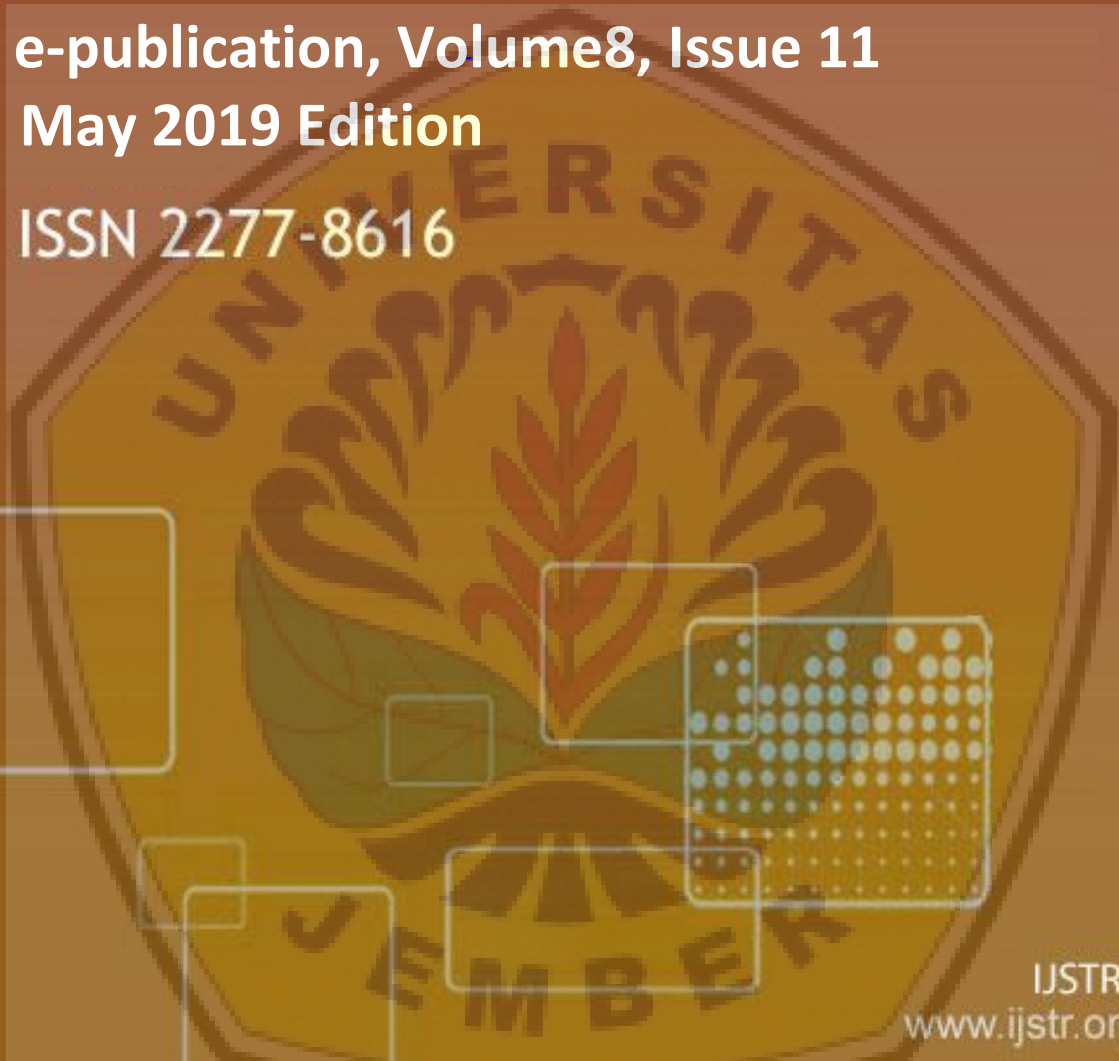 e-publication, Volume8, Issue 11
May 2019 Edition
ISSN 2277-8616
UNIVERSITAS
JEMBER
IJSTR
www.ijstr.or